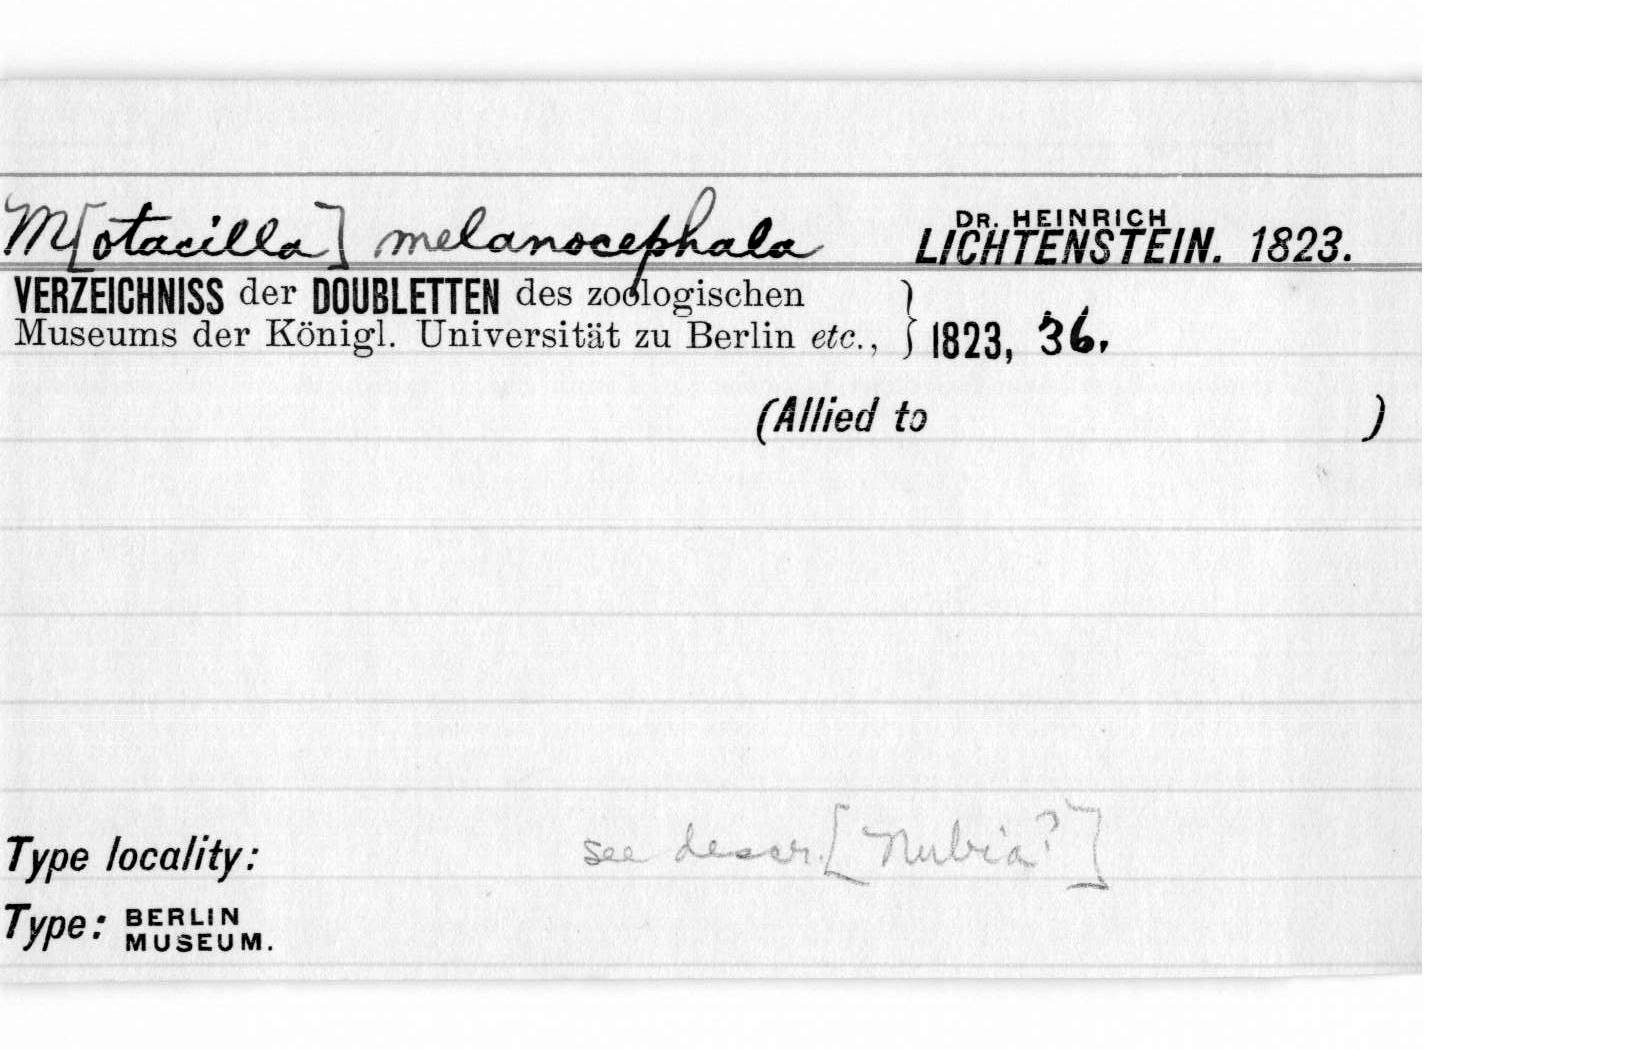 M[otacilla] melanocephala DR. HEINRICH LICHTENSTEIN. 1823.
VERZEICHNISS der DOUBLETTEN des zoologischen
Museums der Königl. Universität zu Berlin etc., } 1823, 36.
(Allied to )
Type locality: see descr. [Nubia?]
Type: BERLIN MUSEUM.